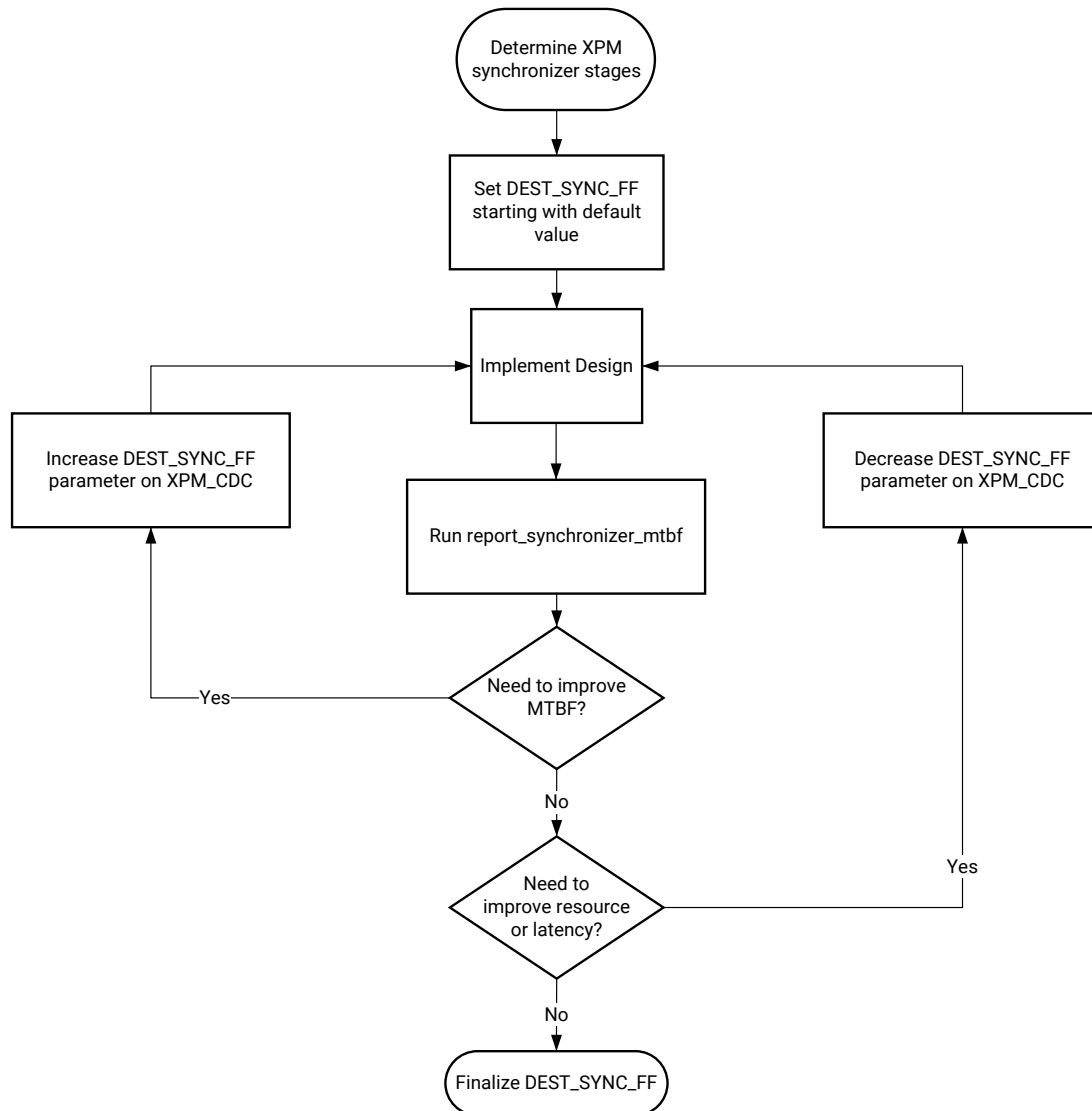 Determine XPM
synchronizer stages
Set DEST_SYNC_FF
starting with default
value
Implement Design
Increase DEST_SYNC_FF
parameter on XPM_CDC
Decrease DEST_SYNC_FF
parameter on XPM_CDC
Run report_synchronizer_mtbf
Need to improve
MTBF?
Yes
No
Need to
improve resource
or latency?
Yes
No
Finalize DEST_SYNC_FF